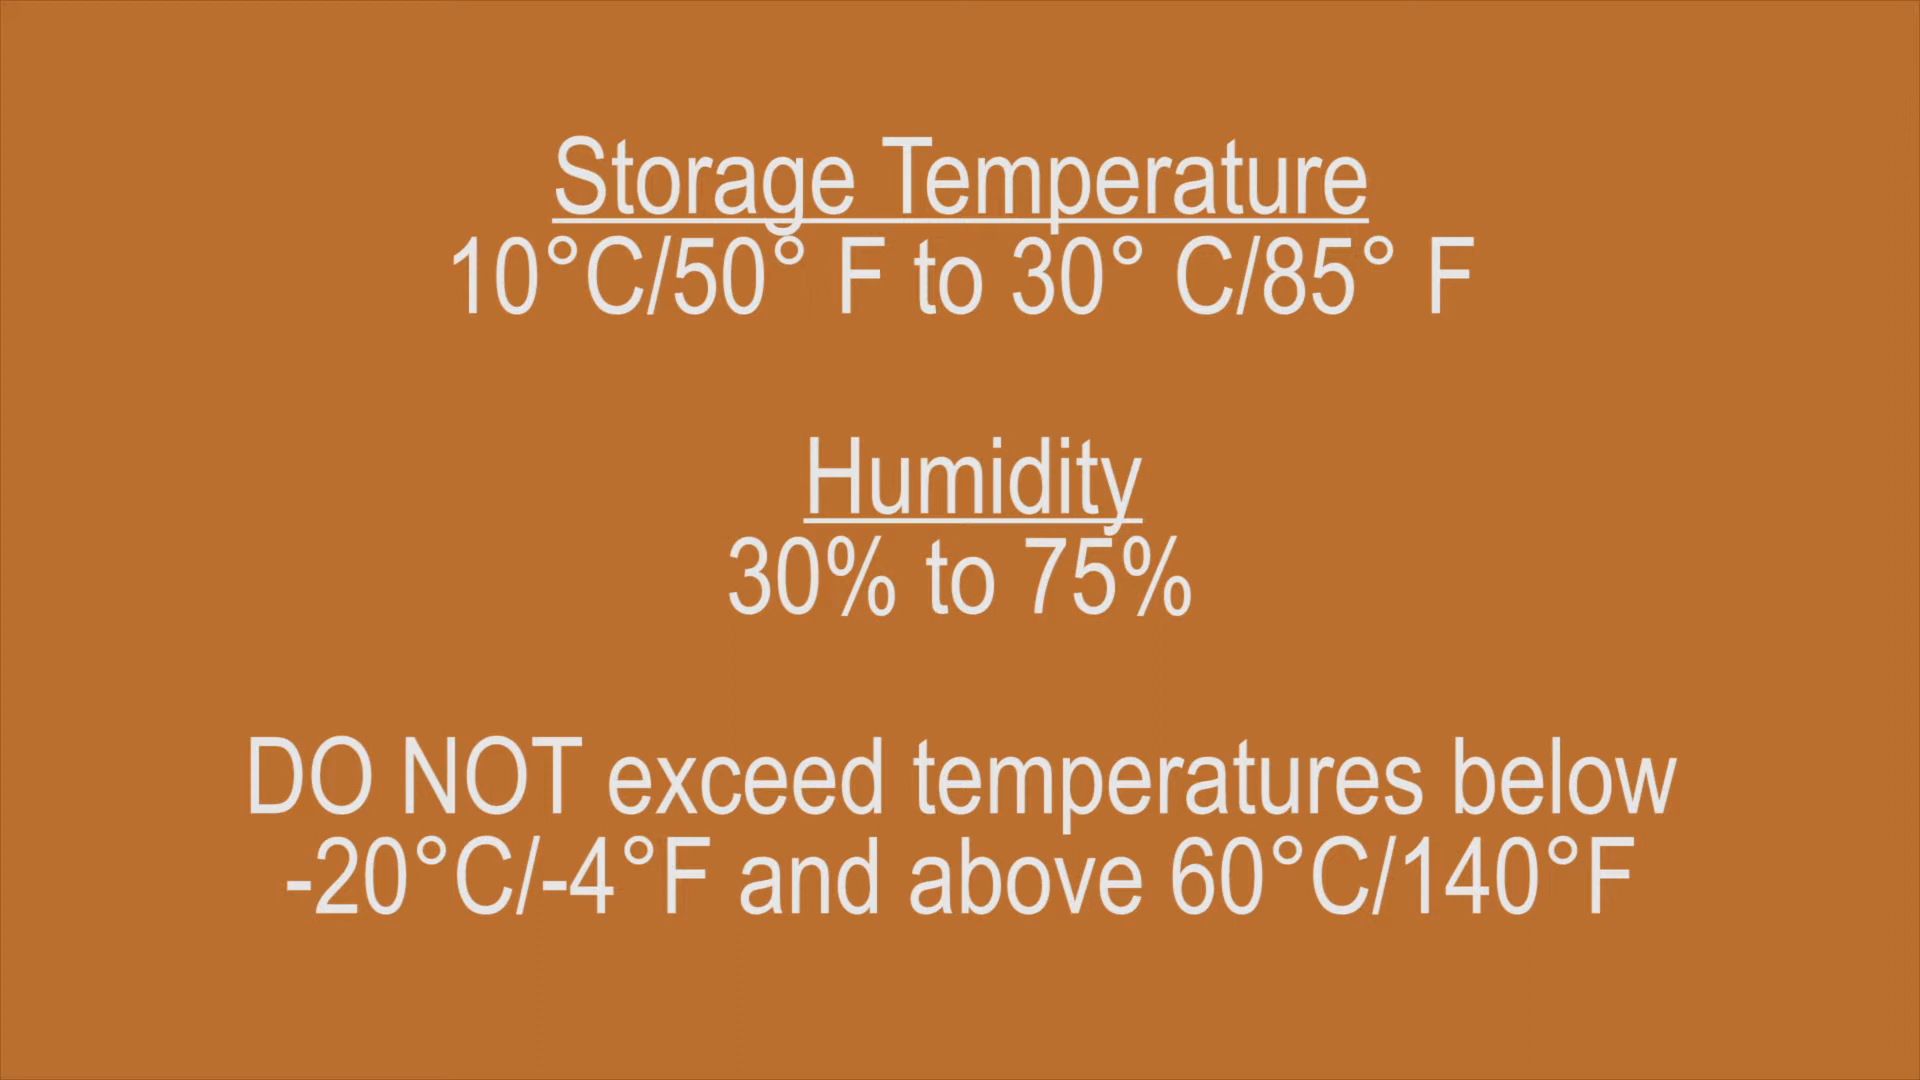 Storage Temperature
10°C/50° F to 30° C/85° F
Humidity
30% to 75%
DO NOT exceed temperatures below
-20°C/-4°F and above 60°C/140°F